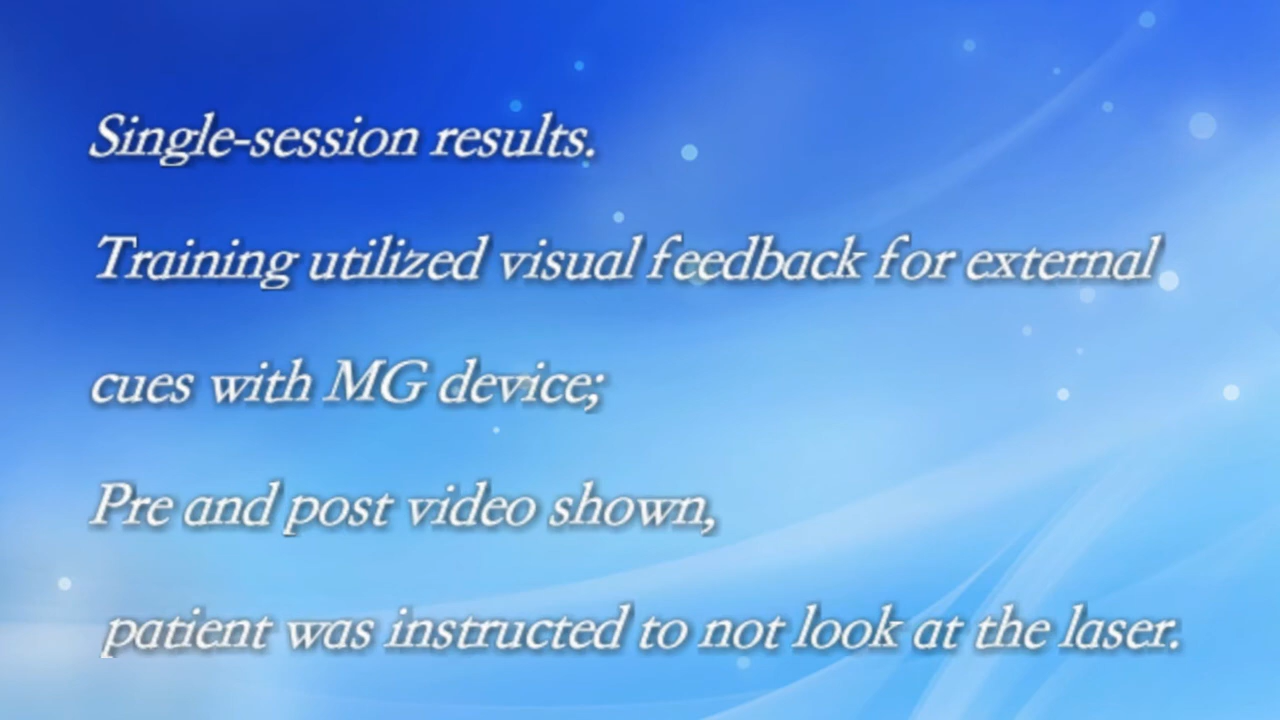 Single-session results.
Training utilized visual feedback for external
cues with MG device;
Pre and post video shown,
patient was instructed to not look at the laser.